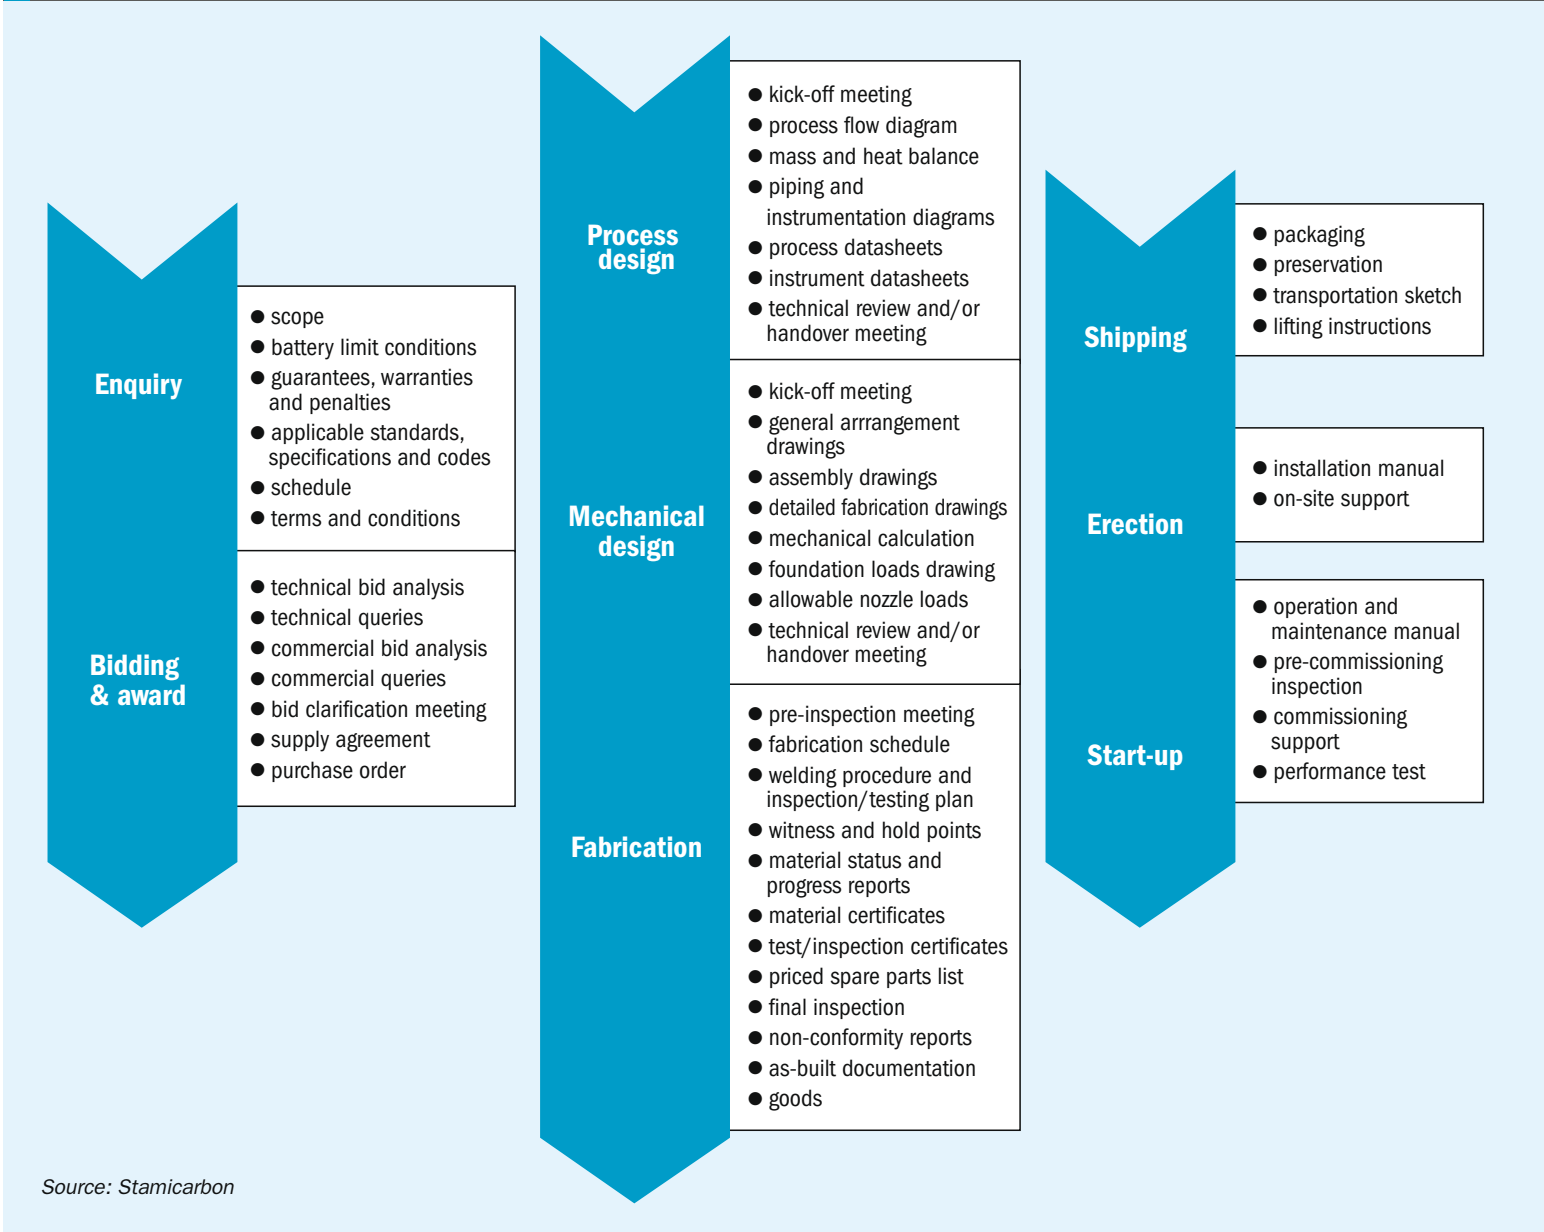 Enquiry
● scope
● battery limit conditions
● guarantees, warranties
and penalties
● applicable standards,
specifications and codes
● schedule
● terms and conditions
Bidding
& award
● technical bid analysis
● technical queries
● commercial bid analysis
● commercial queries
● bid clarification meeting
● supply agreement
● purchase order
Process
design
● kick-off meeting
● process flow diagram
● mass and heat balance
● piping and
instrumentation diagrams
● process datasheets
● instrument datasheets
● technical review and/or
handover meeting
Mechanical
design
● kick-off meeting
● general arrrangement
drawings
● assembly drawings
● detailed fabrication drawings
● mechanical calculation
● foundation loads drawing
● allowable nozzle loads
● technical review and/or
handover meeting
Fabrication
● pre-inspection meeting
● fabrication schedule
● welding procedure and
inspection/testing plan
● witness and hold points
● material status and
progress reports
● material certificates
● test/inspection certificates
● priced spare parts list
● final inspection
● non-conformity reports
● as-built documentation
● goods
Shipping
● packaging
● preservation
● transportation sketch
● lifting instructions
Erection
● installation manual
● on-site support
Start-up
● operation and
maintenance manual
● pre-commissioning
inspection
● commissioning
support
● performance test
Source: Stamicarbon